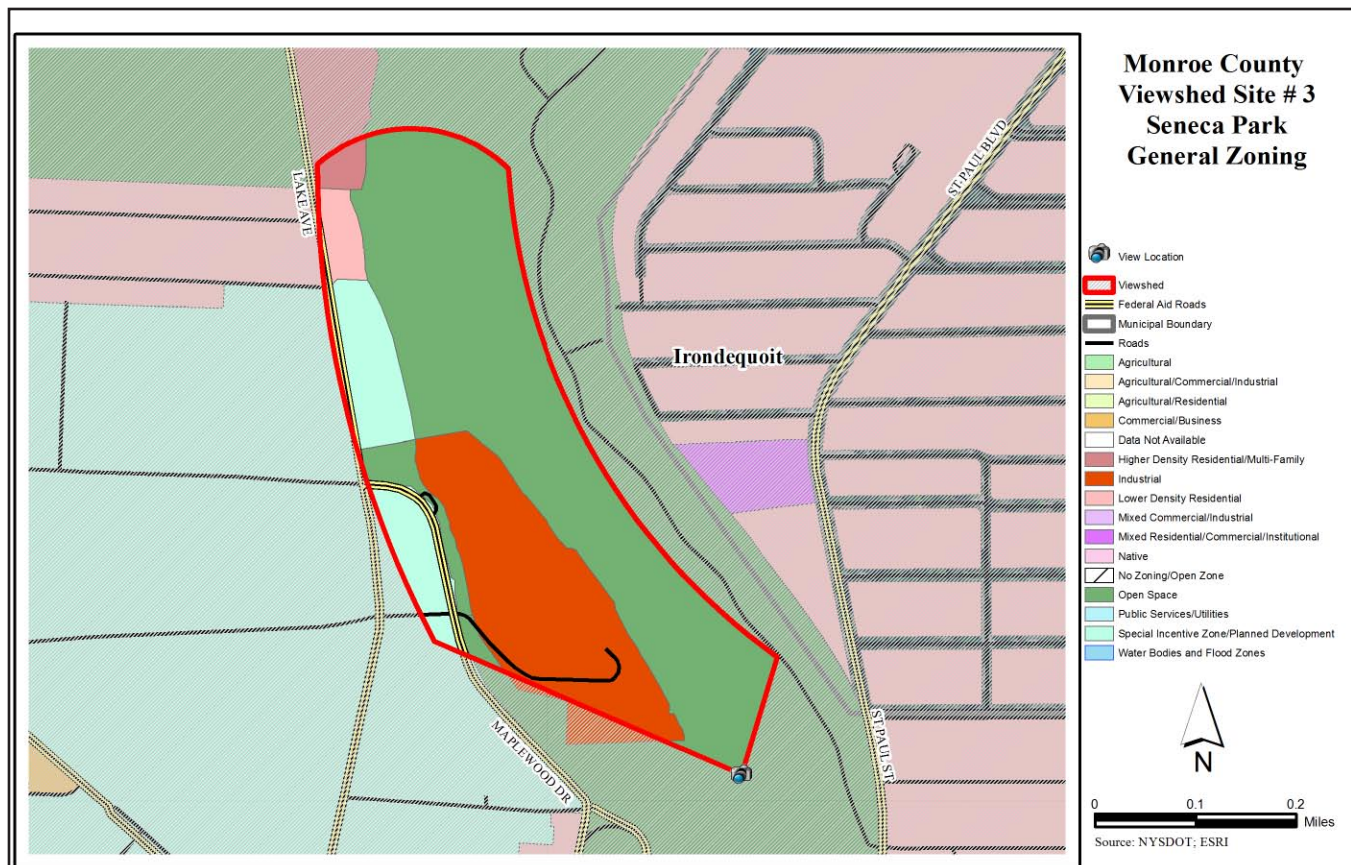 Monroe County
Viewshed Site # 3
Seneca Park
General Zoning
LAKE AVE
ST PAUL BLVD
Irondequoit
MAPLEWOOD DR
ST PAUL ST
View Location
Viewshed
Federal Aid Roads
Municipal Boundary
Roads
Agricultural
Agricultural/Commercial/Industrial
Agricultural/Residential
Commercial/Business
Data Not Available
Higher Density Residential/Multi-Family
Industrial
Lower Density Residential
Mixed Commercial/Industrial
Mixed Residential/Commercial/Institutional
Native
No Zoning/Open Zone
Open Space
Public Services/Utilities
Special Incentive Zone/Planned Development
Water Bodies and Flood Zones
N
0 0.1 0.2
Miles
Source: NYSDOT; ESRI